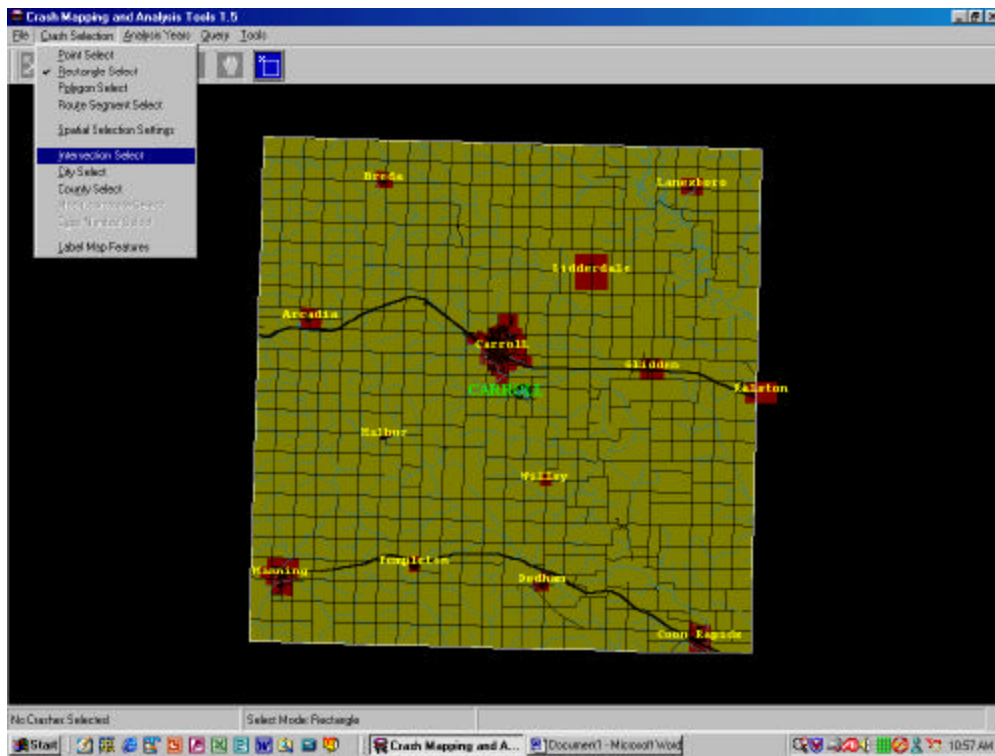 Crash Mapping and Analysis Tools 1.5
File Crash Selection Analysis Years Query Tools
Point Select
Rectangle Select
Polygon Select
Route Segment Select
Spatial Selection Settings
Intersection Select
City Select
County Select
Case Number Select
Label Map Features
Breda
Lanesboro
Lidderdale
Arcadia
Carroll
Glidden
Ralston
CARROLL
Halbur
Willey
Templeton
Manning
Dedham
Coon Rapids
No Crashes Selected
Select Mode: Rectangle
Start
Crash Mapping and A...
Document1 - Microsoft Word
10:57 AM